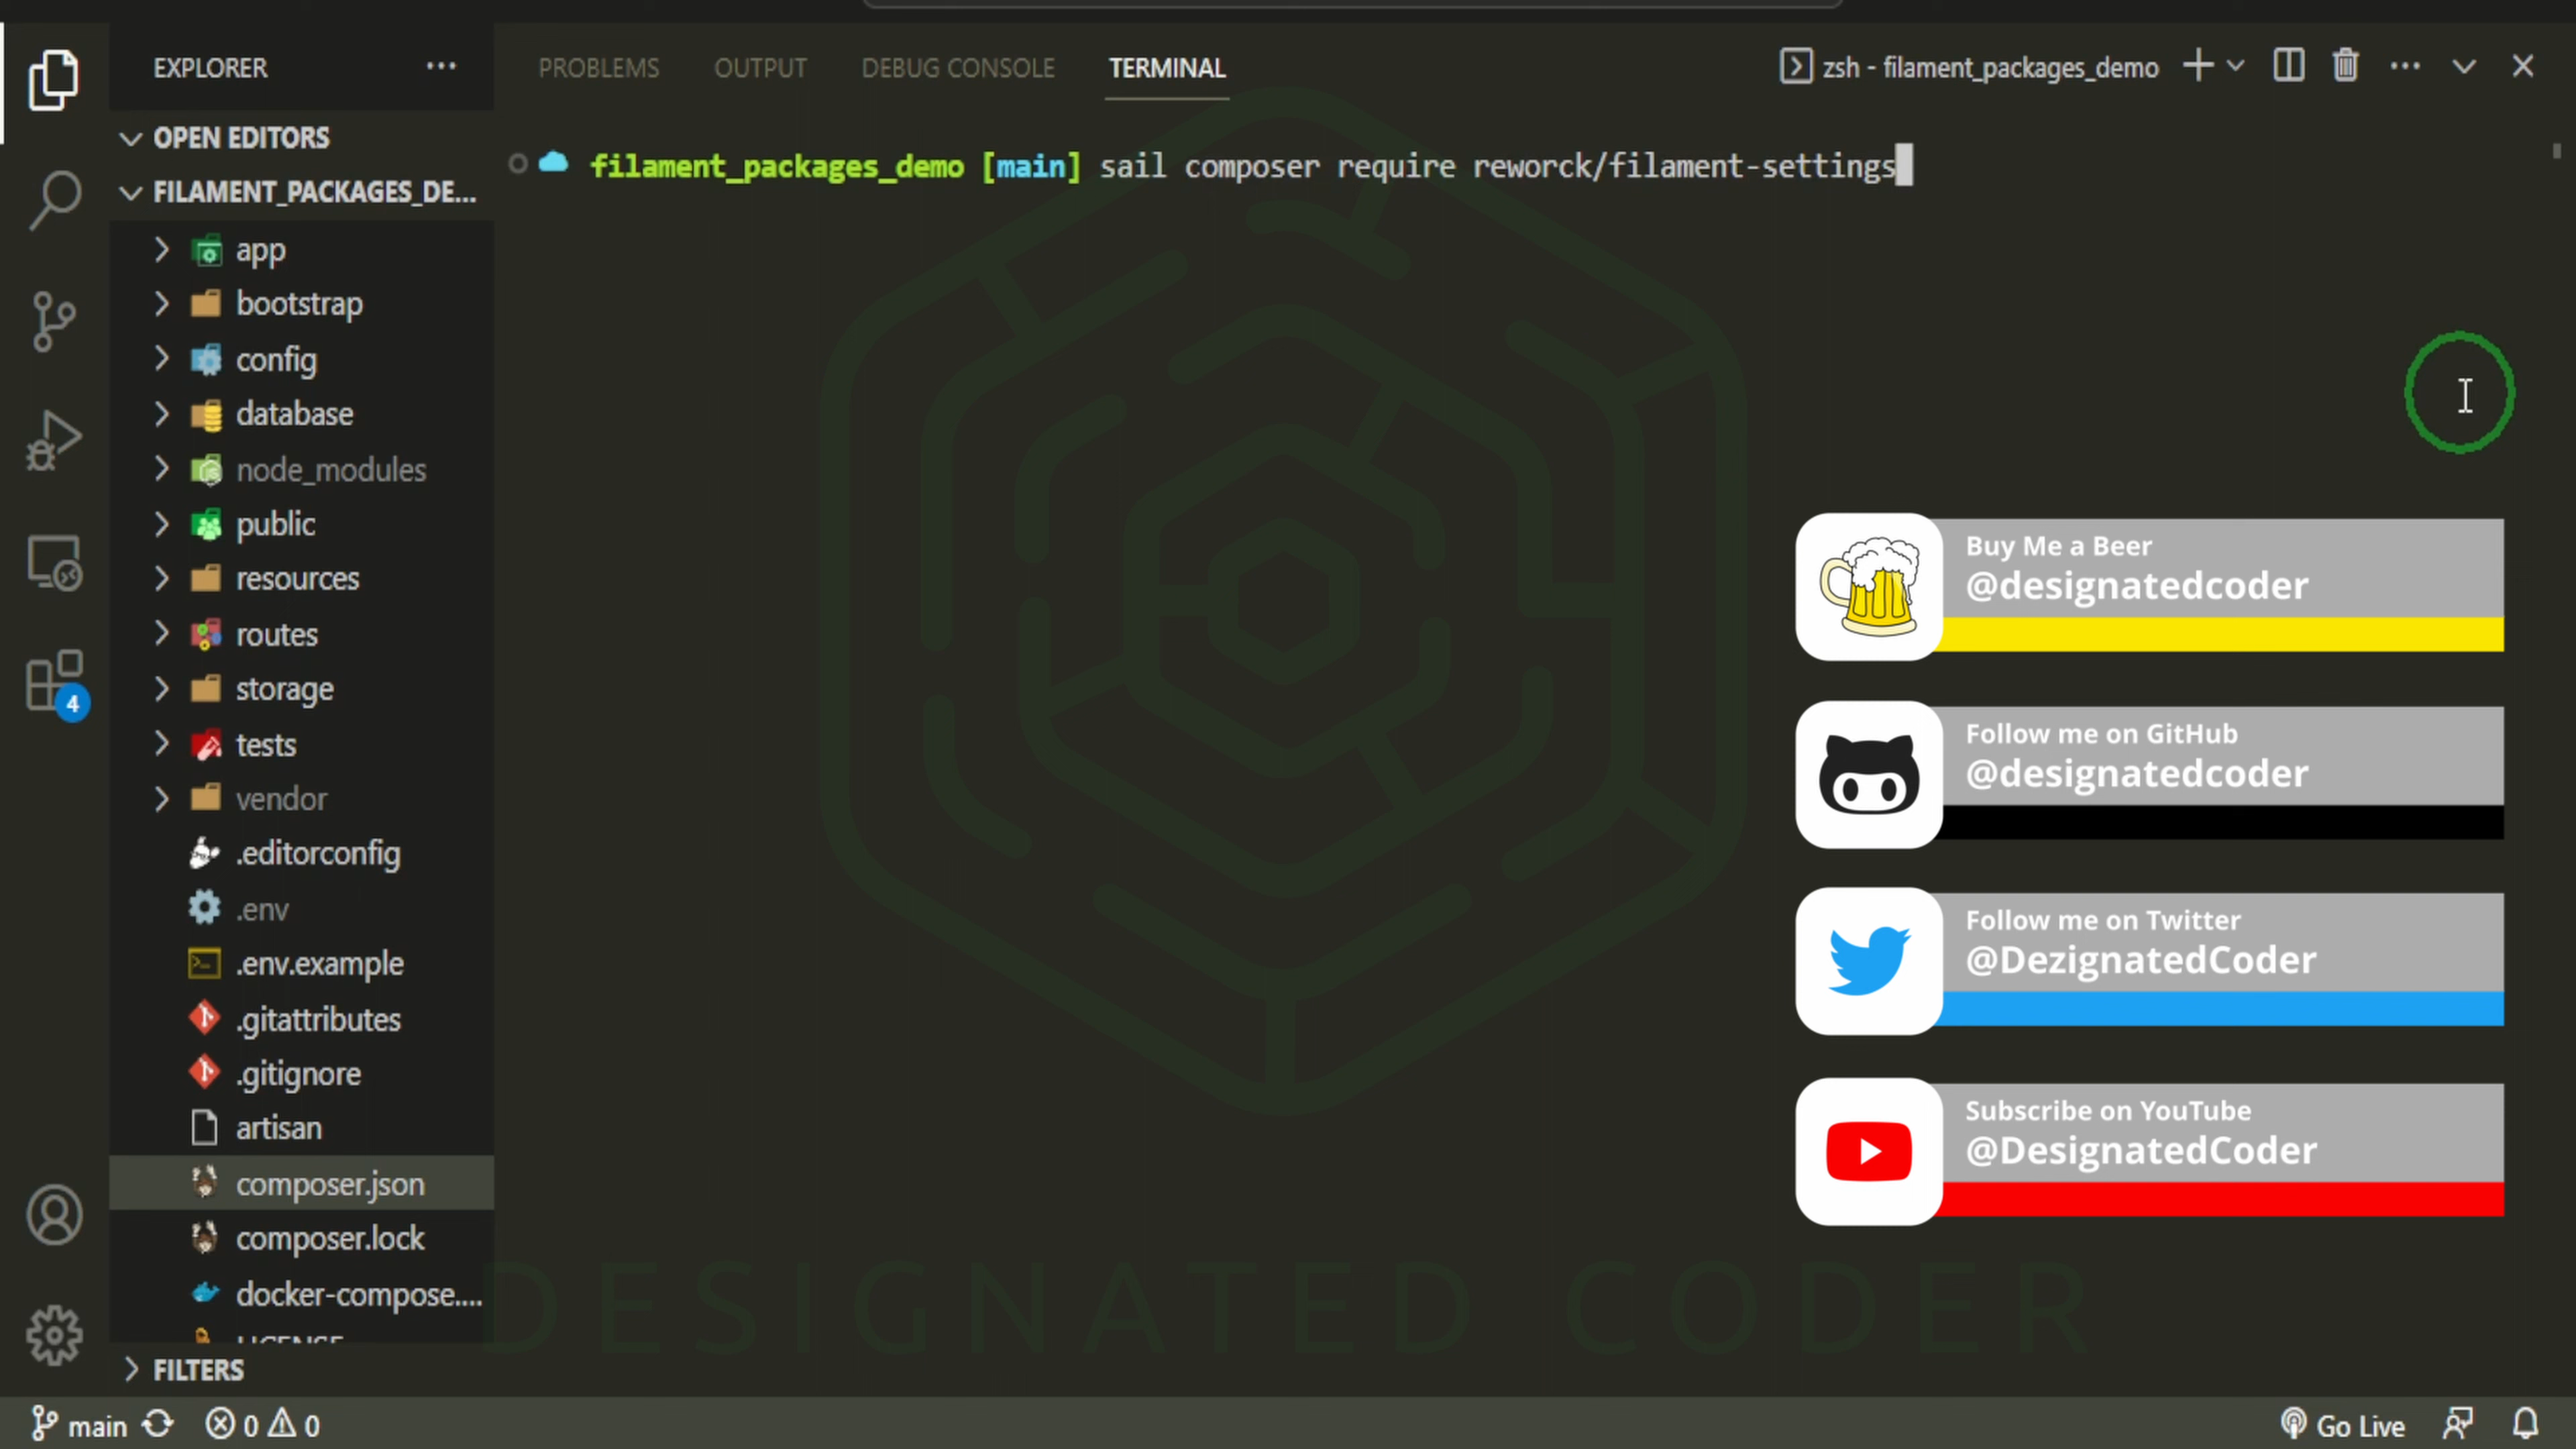 EXPLORER
PROBLEMS OUTPUT DEBUG CONSOLE TERMINAL
zsh - filament_packages_demo
OPEN EDITORS
FILAMENT_PACKAGES_DE...
filament_packages_demo [main] sail composer require reworck/filament-settings
app
bootstrap
config
database
node_modules
public
resources
routes
storage
tests
vendor
.editorconfig
.env
.env.example
.gitattributes
.gitignore
artisan
composer.json
composer.lock
docker-compose....
LICENSE
FILTERS
4
Buy Me a Beer
@designatedcoder
Follow me on GitHub
@designatedcoder
Follow me on Twitter
@DezignatedCoder
Subscribe on YouTube
@DesignatedCoder
DESIGNATED CODER
main 0 0
Go Live